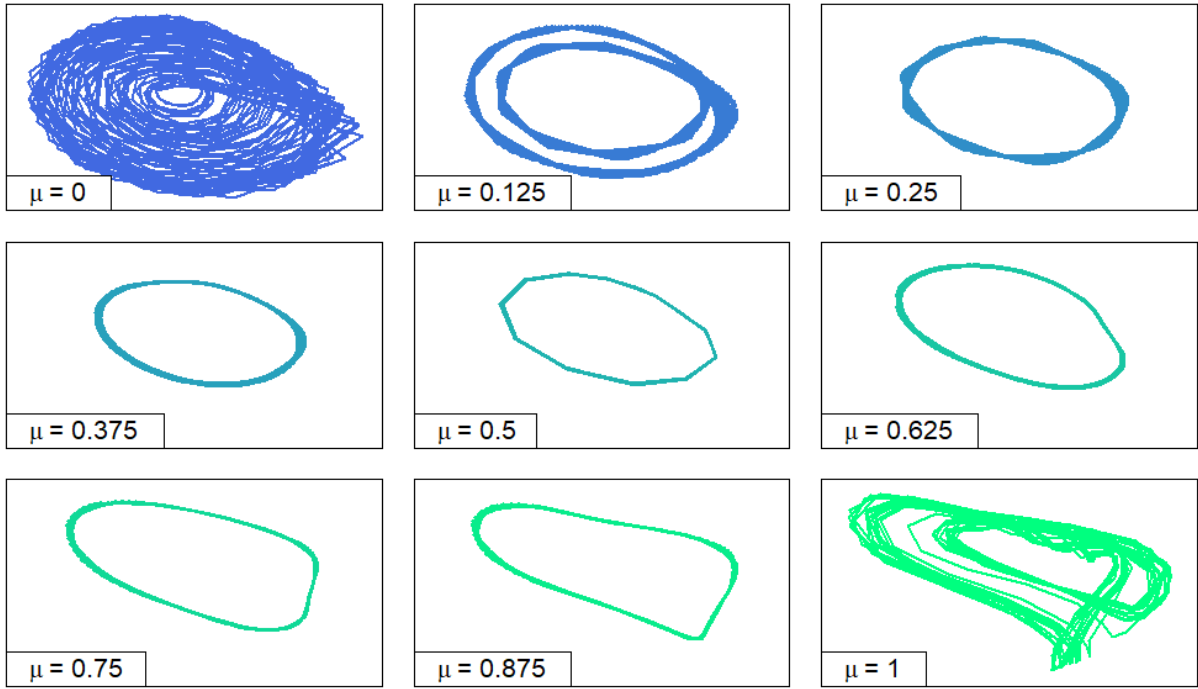 μ = 0
μ = 0.125
μ = 0.25
μ = 0.375
μ = 0.5
μ = 0.625
μ = 0.75
μ = 0.875
μ = 1